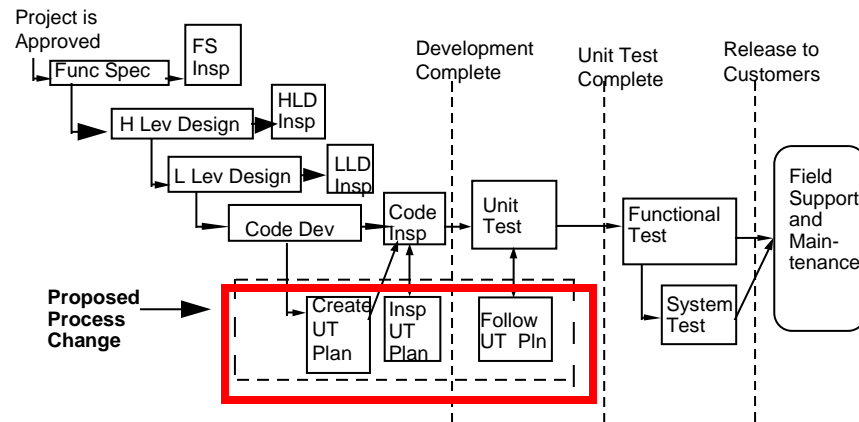 Project is
Approved
FS
Insp
Func Spec
Development
Complete
Unit Test
Complete
Release to
Customers
HLD
Insp
H Lev Design
LLD
Insp
L Lev Design
Code
Insp
Code Dev
Unit
Test
Functional
Test
Field
Support
and
Main-
tenance
Proposed
Process
Change
Create
UT
Plan
Insp
UT
Plan
Follow
UT Pln
System
Test